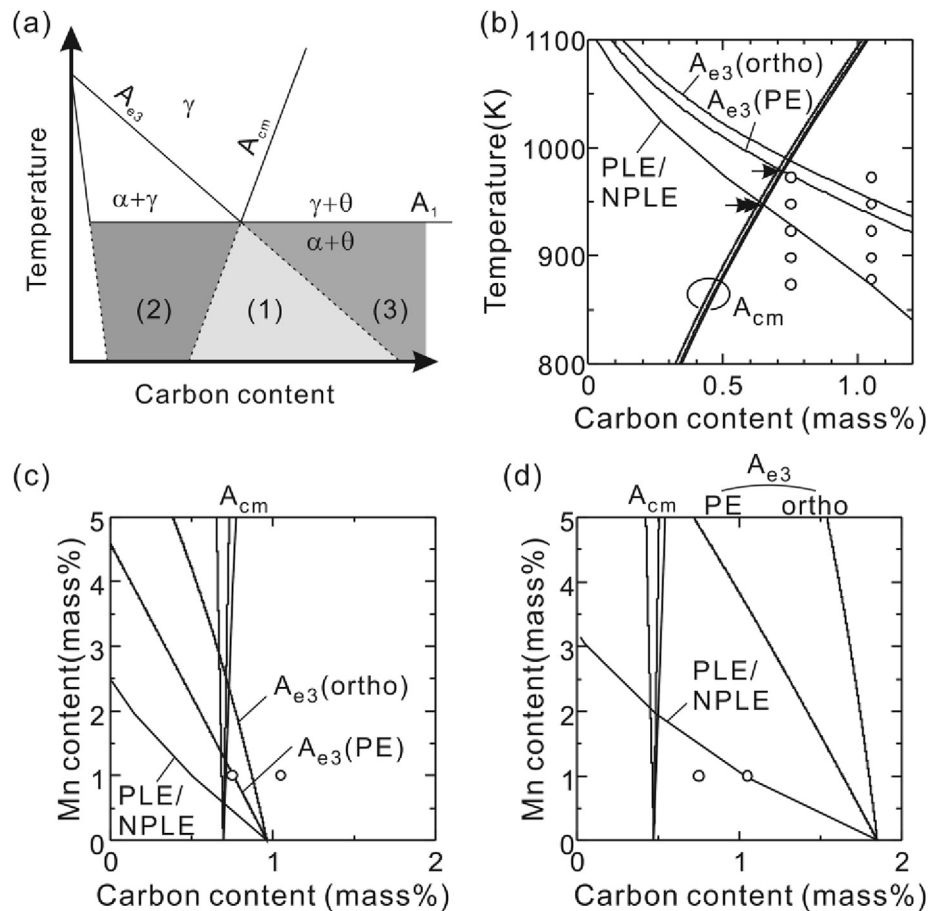 (a)
Temperature
Ae3
γ
Acm
α+γ
γ+θ
A1
α+θ
(2)
(1)
(3)
Carbon content
(b)
1100
Ae3(ortho)
Ae3(PE)
1000
PLE/
NPLE
Temperature(K)
900
Acm
800
0
0.5
1.0
Carbon content (mass%)
(c)
Acm
5
4
3
Ae3(ortho)
2
Ae3(PE)
1
PLE/
NPLE
0
Mn content(mass%)
0
1
2
Carbon content (mass%)
(d)
Ae3
Acm
PE
ortho
5
4
3
PLE/
NPLE
2
1
0
Mn content(mass%)
0
1
2
Carbon content (mass%)